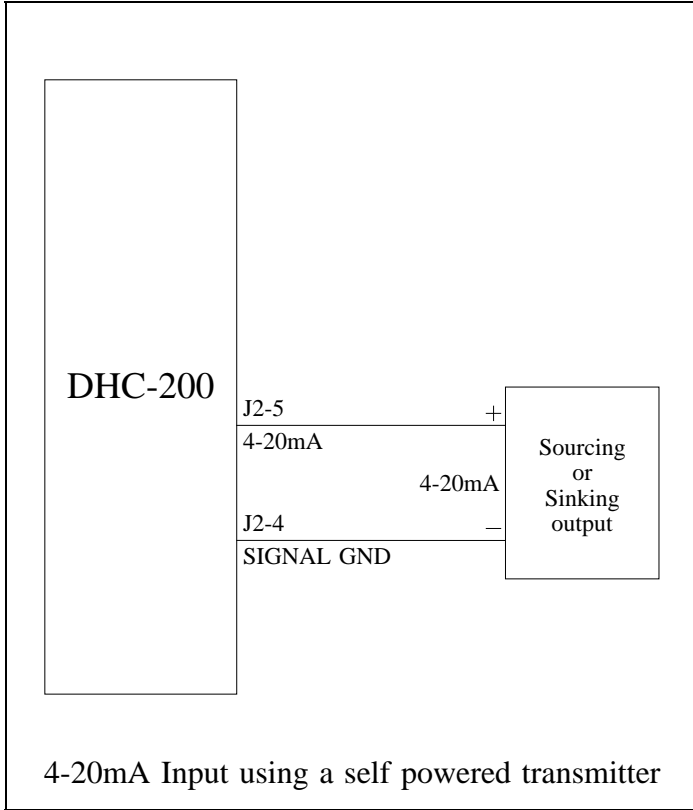 DHC-200
J2-5
+
4-20mA
4-20mA
J2-4
−
SIGNAL GND
Sourcing
or
Sinking
output
4-20mA Input using a self powered transmitter